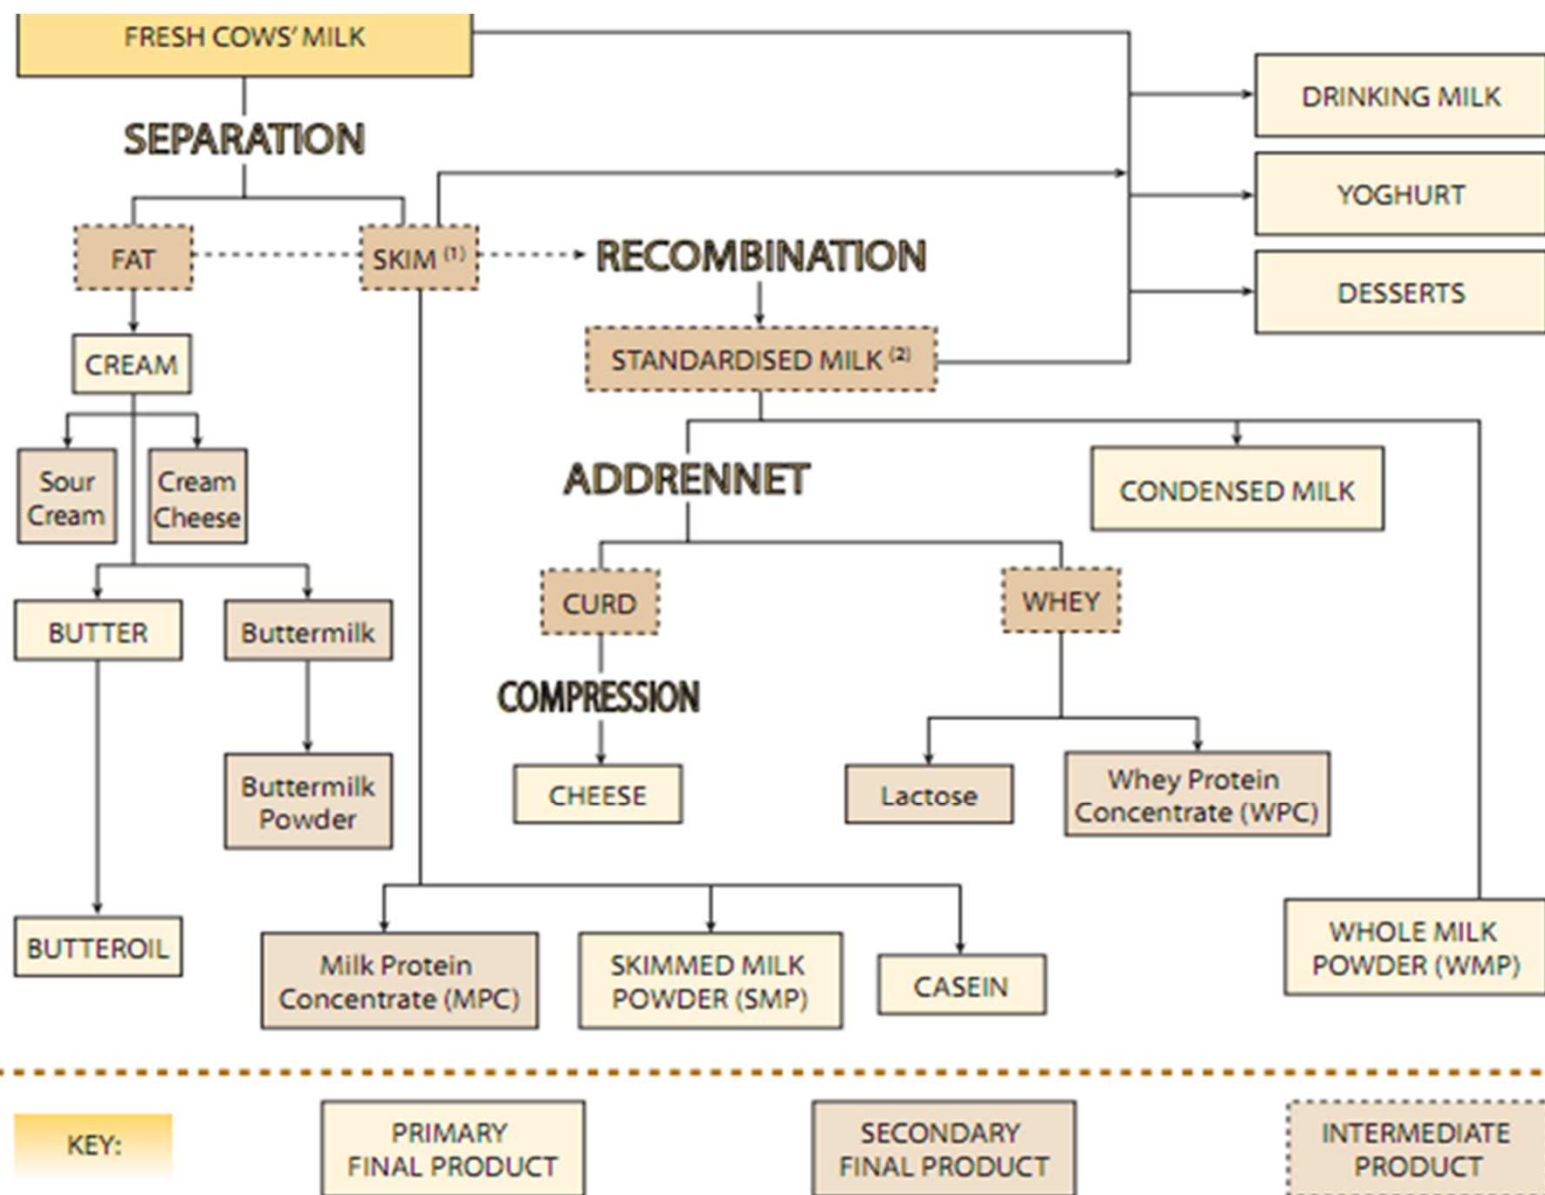 FRESH COWS' MILK
DRINKING MILK
SEPARATION
YOGHURT
FAT
SKIM (1)
RECOMBINATION
DESSERTS
CREAM
STANDARDISED MILK (2)
Sour
Cream
Cream
Cheese
ADDRENNET
CONDENSED MILK
CURD
WHEY
BUTTER
Buttermilk
COMPRESSION
Buttermilk
Powder
CHEESE
Lactose
Whey Protein
Concentrate (WPC)
BUTTEROIL
Milk Protein
Concentrate (MPC)
SKIMMED MILK
POWDER (SMP)
CASEIN
WHOLE MILK
POWDER (WMP)
KEY:
PRIMARY
FINAL PRODUCT
SECONDARY
FINAL PRODUCT
INTERMEDIATE
PRODUCT